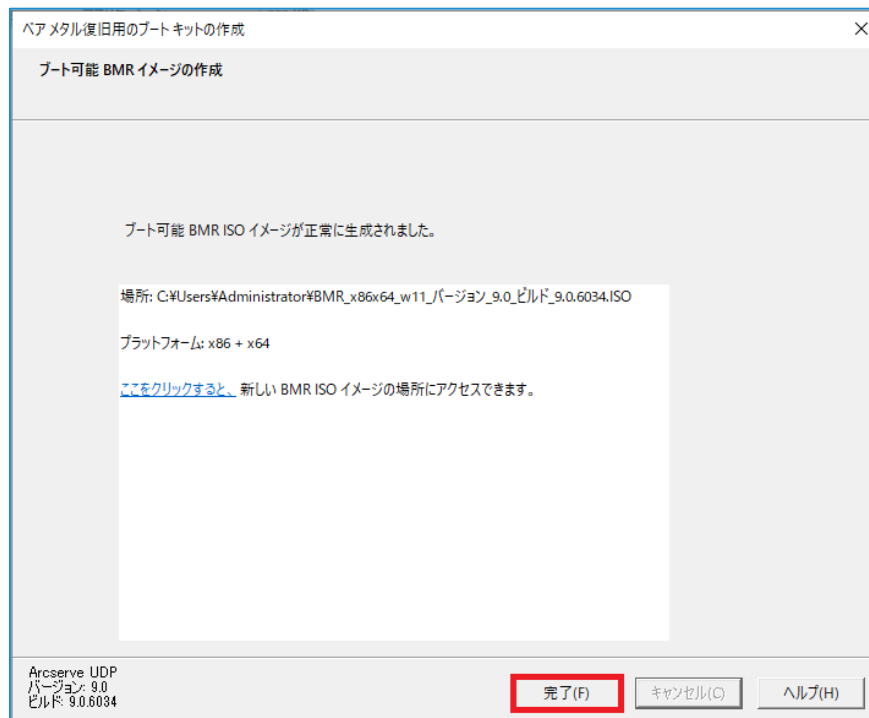 ベア メタル復旧用のブート キットの作成
ブート可能 BMR イメージの作成
ブート可能 BMR ISO イメージが正常に生成されました。
場所: C:¥Users¥Administrator¥BMR_x86x64_w11_バージョン_9.0_ビルド_9.0.6034.ISO
プラットフォーム: x86 + x64
ここをクリックすると、 新しい BMR ISO イメージの場所にアクセスできます。
Arcserve UDP
バージョン: 9.0
ビルド: 9.0.6034
完了(F)
キャンセル(C)
ヘルプ(H)